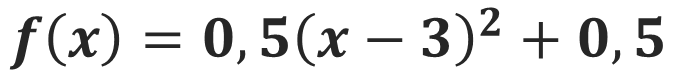 f(x) = 0,5(x − 3)² + 0,5